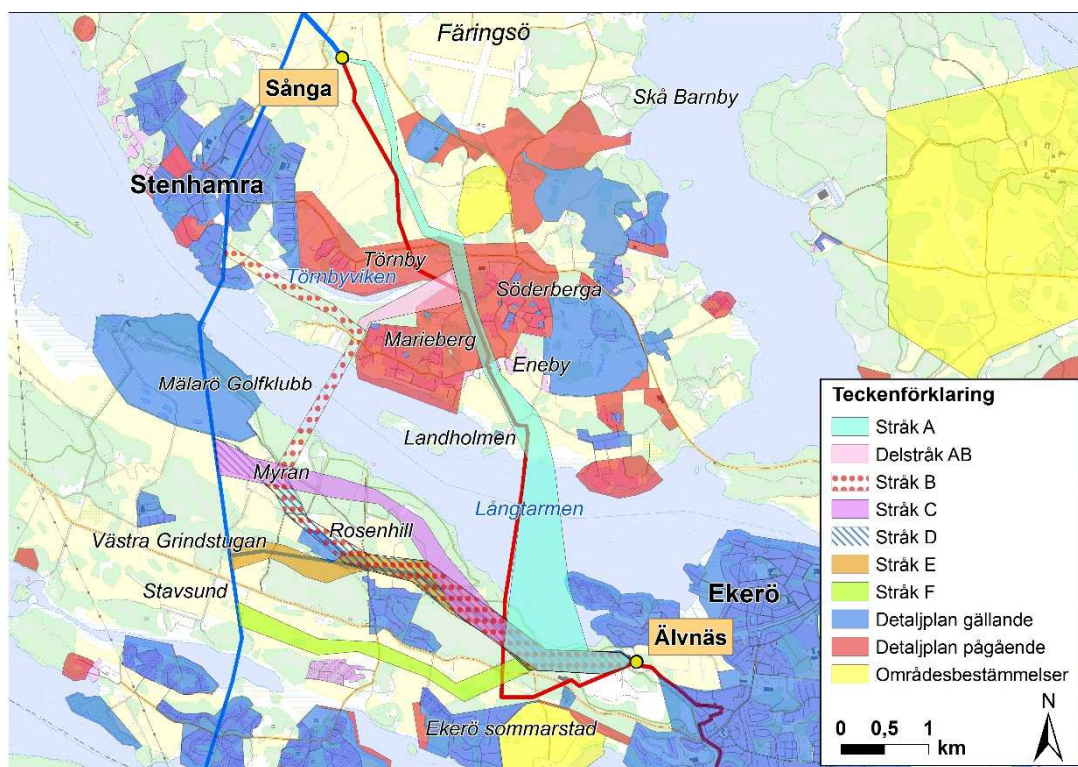 Färingsö
Sånga
Skå Barnby
Stenhamra
Törnby
Törnbyviken
Söderberga
Marieberg
Eneby
Mälarö Golfklubb
Landholmen
Myran
Långtarmen
Rosenhill
Västra Grindstugan
Stavsund
Ekerö
Älvnäs
Ekerö sommarstad
Teckenförklaring
Stråk A
Delstråk AB
Stråk B
Stråk C
Stråk D
Stråk E
Stråk F
Detaljplan gällande
Detaljplan pågående
Områdesbestämmelser
0 0,5 1
km
N